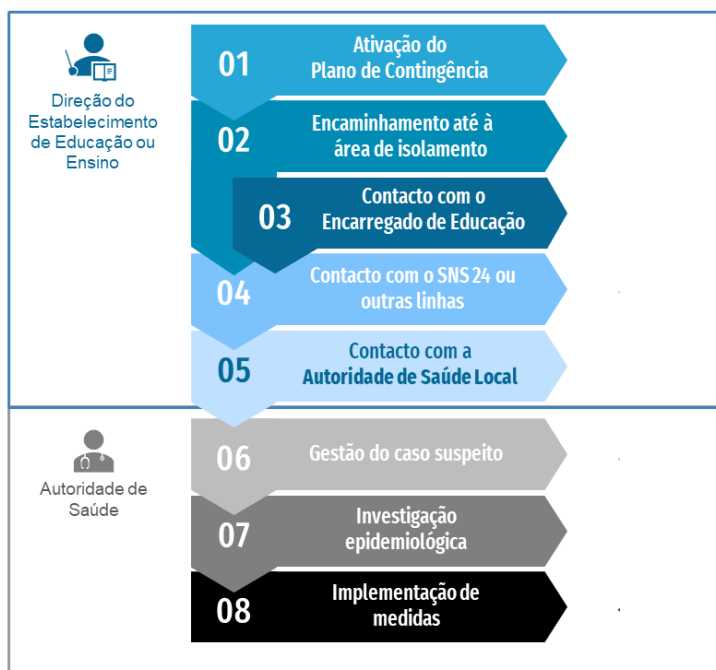 Direção do
Estabelecimento
de Educação ou
Ensino
01
Ativação do
Plano de Contingência
02
Encaminhamento até à
área de isolamento
03
Contacto com o
Encarregado de Educação
04
Contacto com o SNS 24 ou
outras linhas
05
Contacto com a
Autoridade de Saúde Local
Autoridade de
Saúde
06
Gestão do caso suspeito
07
Investigação
epidemiológica
08
Implementação de
medidas